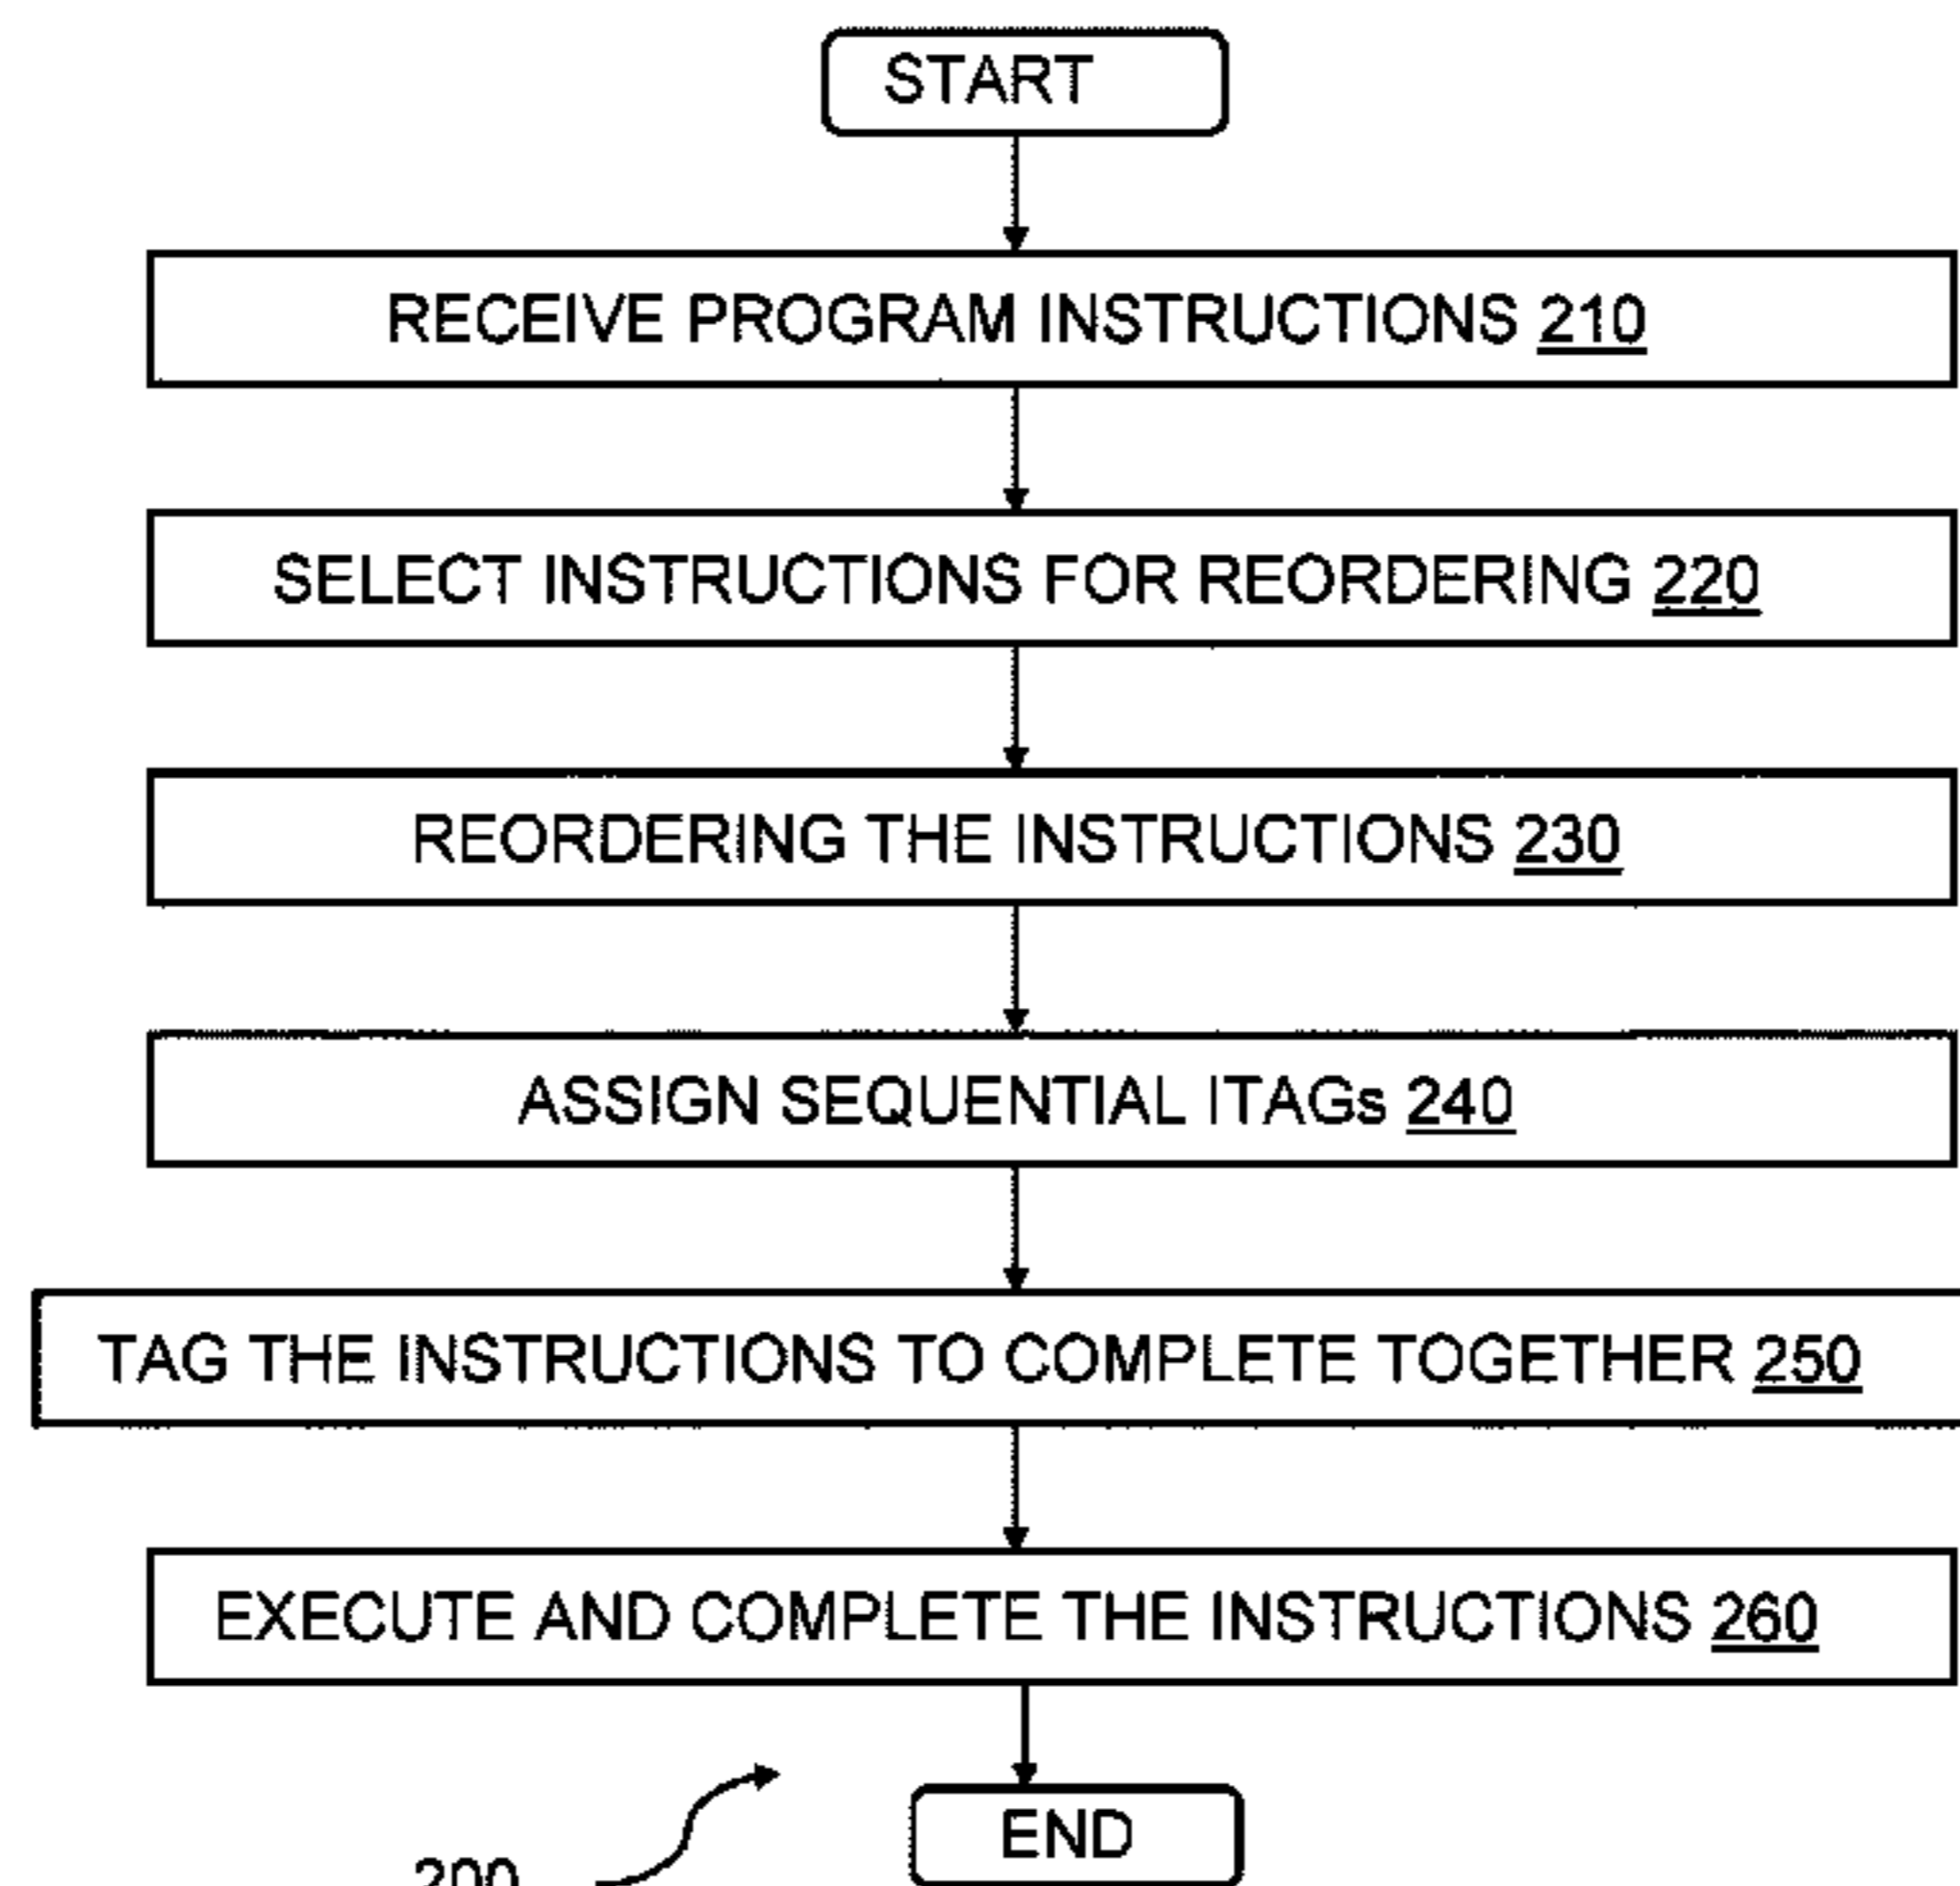 START
RECEIVE PROGRAM INSTRUCTIONS 210
SELECT INSTRUCTIONS FOR REORDERING 220
REORDERING THE INSTRUCTIONS 230
ASSIGN SEQUENTIAL ITAGs 240
TAG THE INSTRUCTIONS TO COMPLETE TOGETHER 250
EXECUTE AND COMPLETE THE INSTRUCTIONS 260
END
200